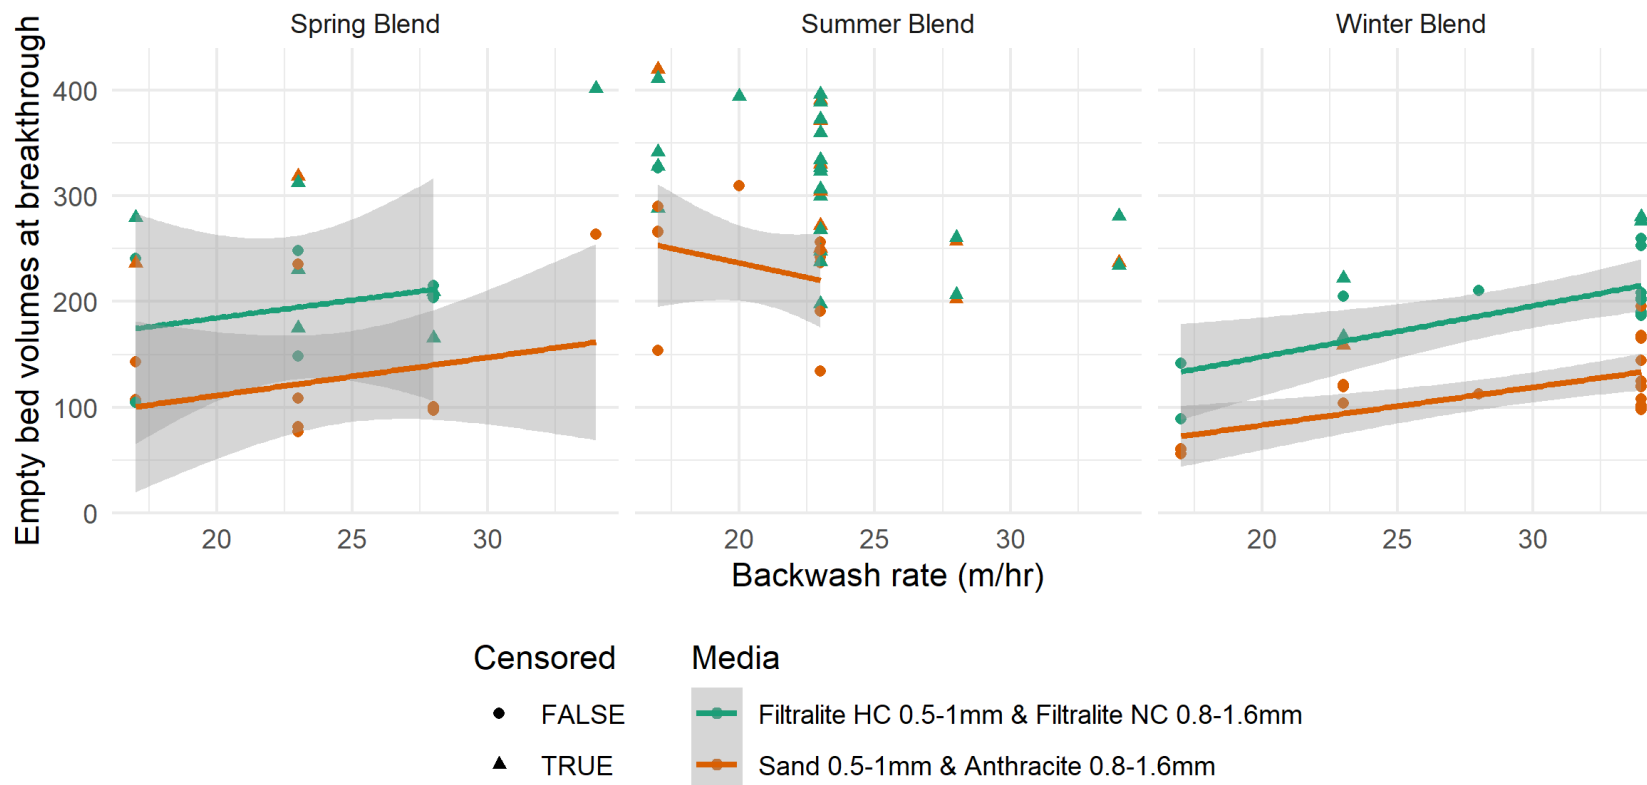 Spring Blend
Summer Blend
Winter Blend
Empty bed volumes at breakthrough
400
300
200
100
0
20 25 30
20 25 30
20 25 30
Backwash rate (m/hr)
Censored
FALSE
TRUE
Media
Filtralite HC 0.5-1mm & Filtralite NC 0.8-1.6mm
Sand 0.5-1mm & Anthracite 0.8-1.6mm